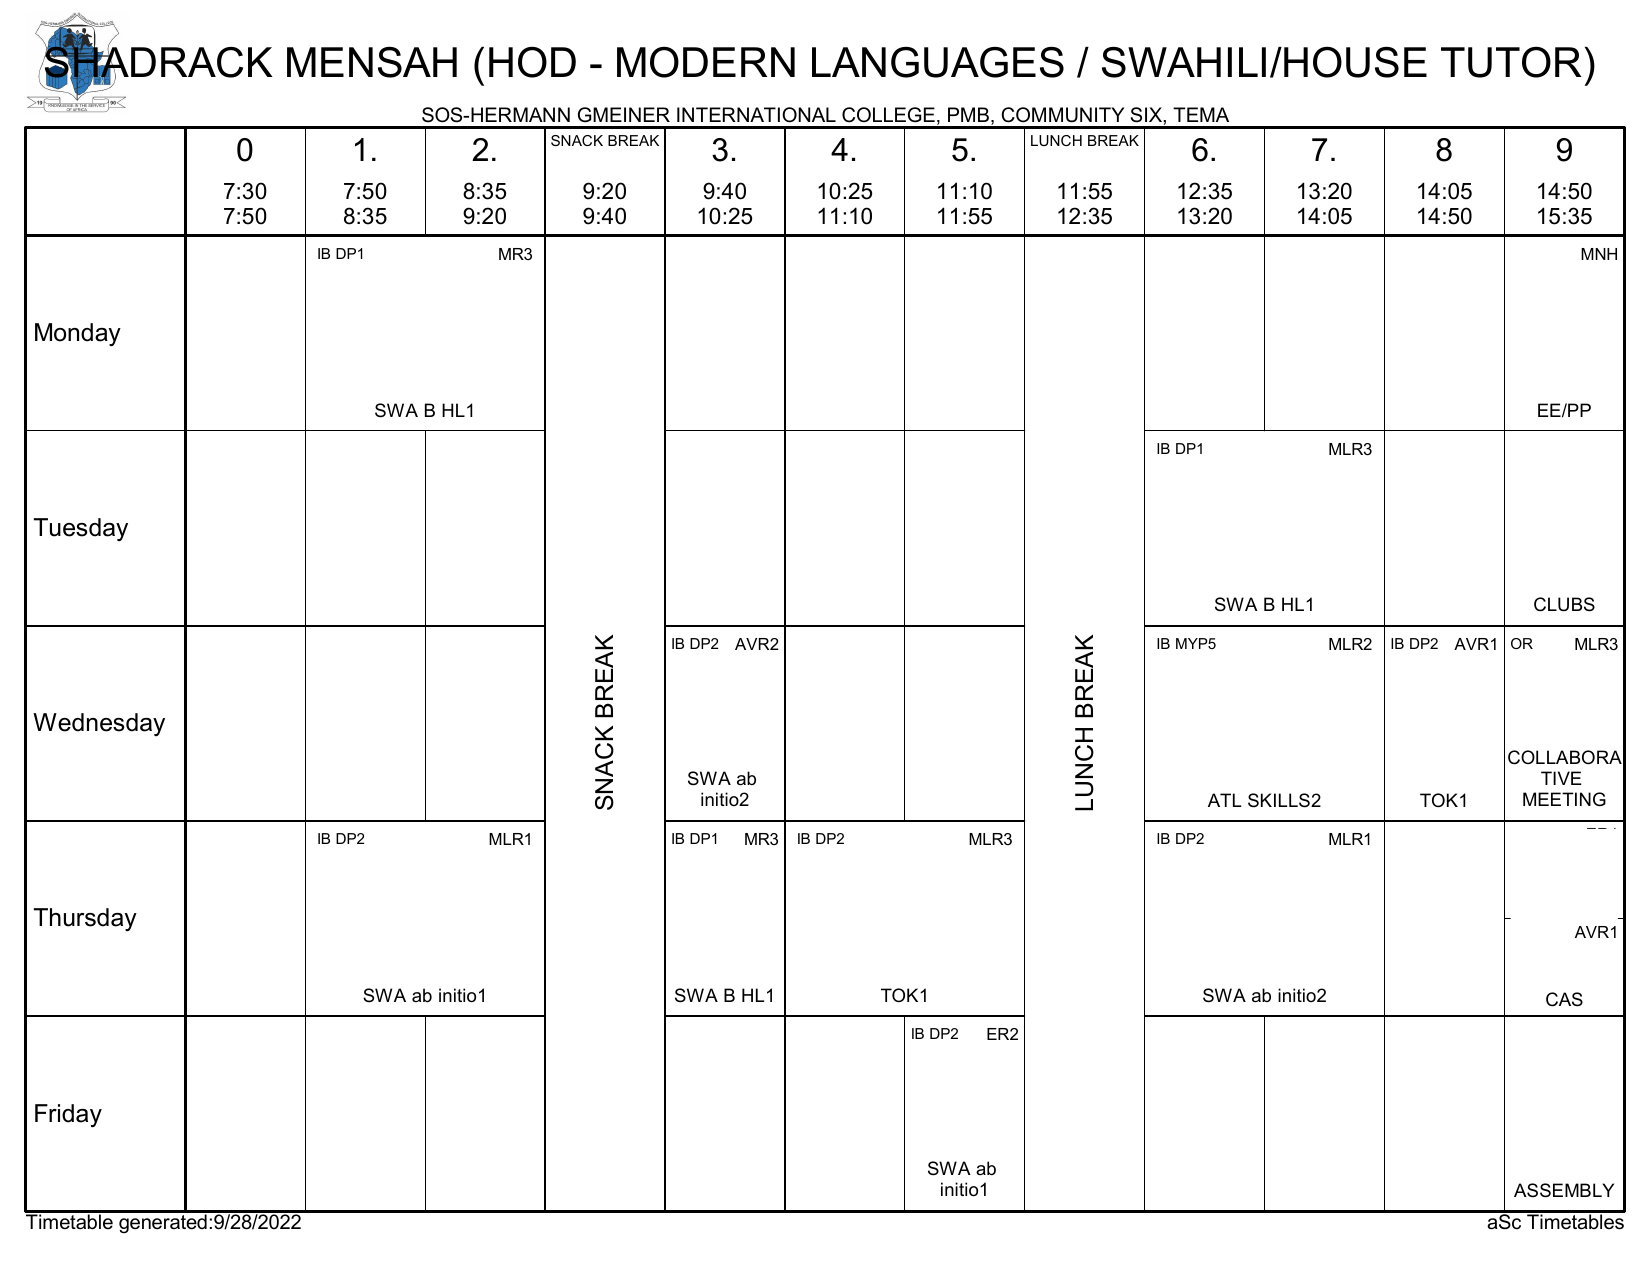 SHADRACK MENSAH (HOD - MODERN LANGUAGES / SWAHILI/HOUSE TUTOR)
KNOWLEDGE IN THE SERVICE
OF AFRICA
SOS-HERMANN GMEINER INTERNATIONAL COLLEGE, PMB, COMMUNITY SIX, TEMA
0 1. 2. SNACK BREAK 3. 4. 5. LUNCH BREAK 6. 7. 8 9
7:30 7:50 8:35 9:20 9:40 10:25 11:10 11:55 12:35 13:20 14:05 14:50
7:50 8:35 9:20 9:40 10:25 11:10 11:55 12:35 13:20 14:05 14:50 15:35
Monday
IB DP1 MR3
SWA B HL1
MNH
EE/PP
Tuesday
IB DP1 MLR3
SWA B HL1
CLUBS
SNACK BREAK
LUNCH BREAK
Wednesday
IB DP2 AVR2
SWA ab
initio2
IB MYP5 MLR2
ATL SKILLS2
IB DP2 AVR1
TOK1
OR MLR3
COLLABORA
TIVE
MEETING
Thursday
IB DP2 MLR1
SWA ab initio1
IB DP1 MR3
SWA B HL1
IB DP2 MLR3
TOK1
IB DP2 MLR1
SWA ab initio2
AVR1
CAS
Friday
IB DP2 ER2
SWA ab
initio1
ASSEMBLY
Timetable generated:9/28/2022
aSc Timetables